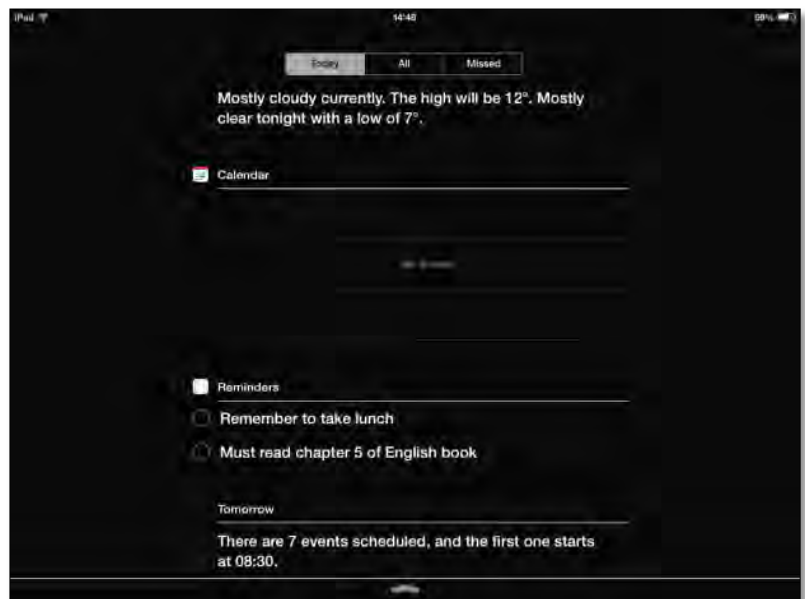 iPad
14:48
Today
All
Missed
Mostly cloudy currently. The high will be 12°. Mostly
clear tonight with a low of 7°.
Calendar
Reminders
Remember to take lunch
Must read chapter 5 of English book
Tomorrow
There are 7 events scheduled, and the first one starts
at 08:30.